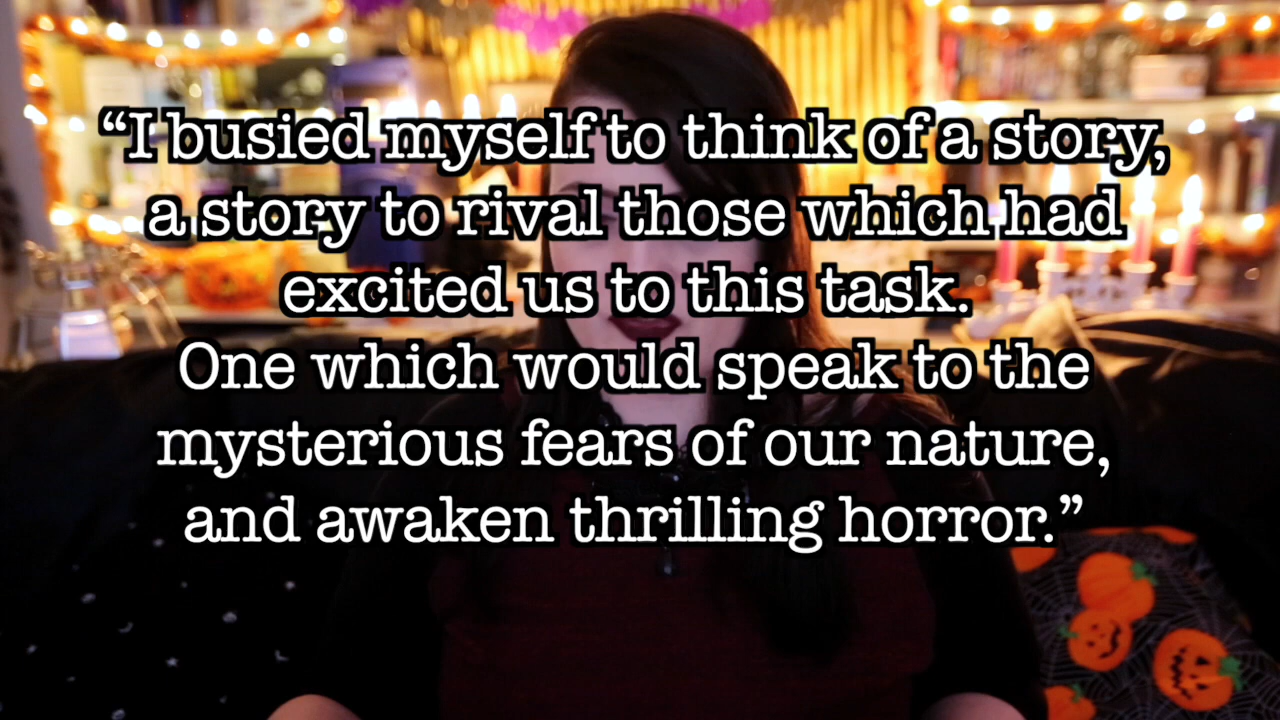 “I busied myself to think of a story,
a story to rival those which had
excited us to this task.
One which would speak to the
mysterious fears of our nature,
and awaken thrilling horror.”